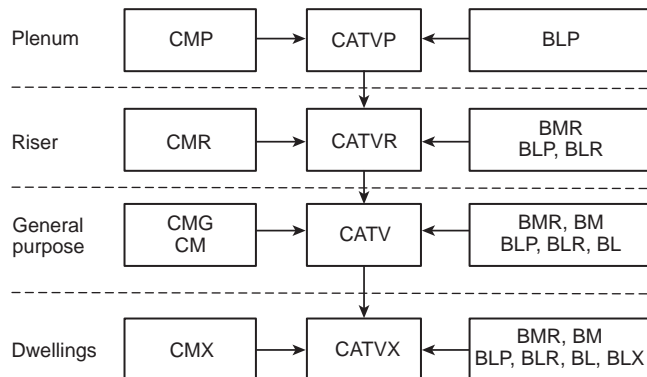 Plenum
CMP
CATVP
BLP
Riser
CMR
CATVR
BMR
BLP, BLR
General
purpose
CMG
CM
CATV
BMR, BM
BLP, BLR, BL
Dwellings
CMX
CATVX
BMR, BM
BLP, BLR, BL, BLX